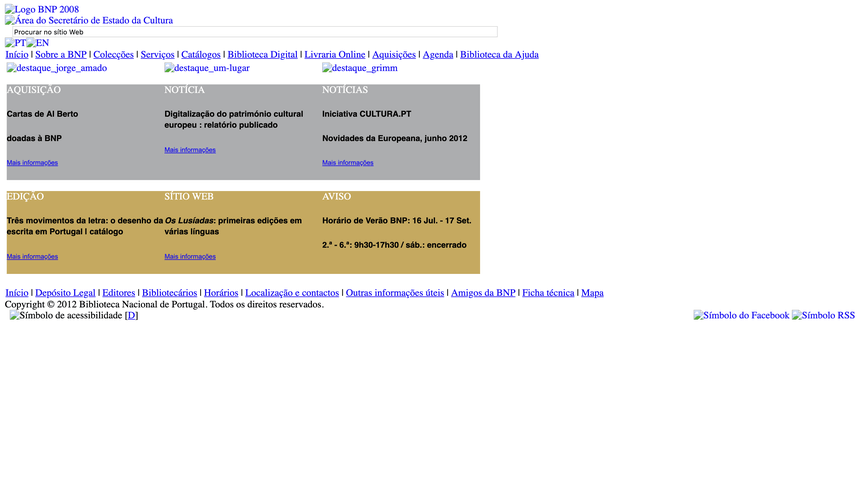 Logo BNP 2008
Área do Secretário de Estado da Cultura
Procurar no sítio Web
PT EN
Início | Sobre a BNP | Colecções | Serviços | Catálogos | Biblioteca Digital | Livraria Online | Aquisições | Agenda | Biblioteca da Ajuda
destaque_jorge_amado
destaque_um-lugar
destaque_grimm
AQUISIÇÃO
Cartas de Al Berto
doadas à BNP
Mais informações
NOTÍCIA
Digitalização do património cultural
europeu : relatório publicado
Mais informações
NOTÍCIAS
Iniciativa CULTURA.PT
Novidades da Europeana, junho 2012
Mais informações
EDIÇÃO
Três movimentos da letra: o desenho da
escrita em Portugal | catálogo
Mais informações
SÍTIO WEB
Os Lusíadas: primeiras edições em
várias línguas
Mais informações
AVISO
Horário de Verão BNP: 16 Jul. - 17 Set.
2.ª - 6.ª: 9h30-17h30 / sáb.: encerrado
Início | Depósito Legal | Editores | Bibliotecários | Horários | Localização e contactos | Outras informações úteis | Amigos da BNP | Ficha técnica | Mapa
Copyright © 2012 Biblioteca Nacional de Portugal. Todos os direitos reservados.
Símbolo de acessibilidade [D]
Símbolo do Facebook Símbolo RSS